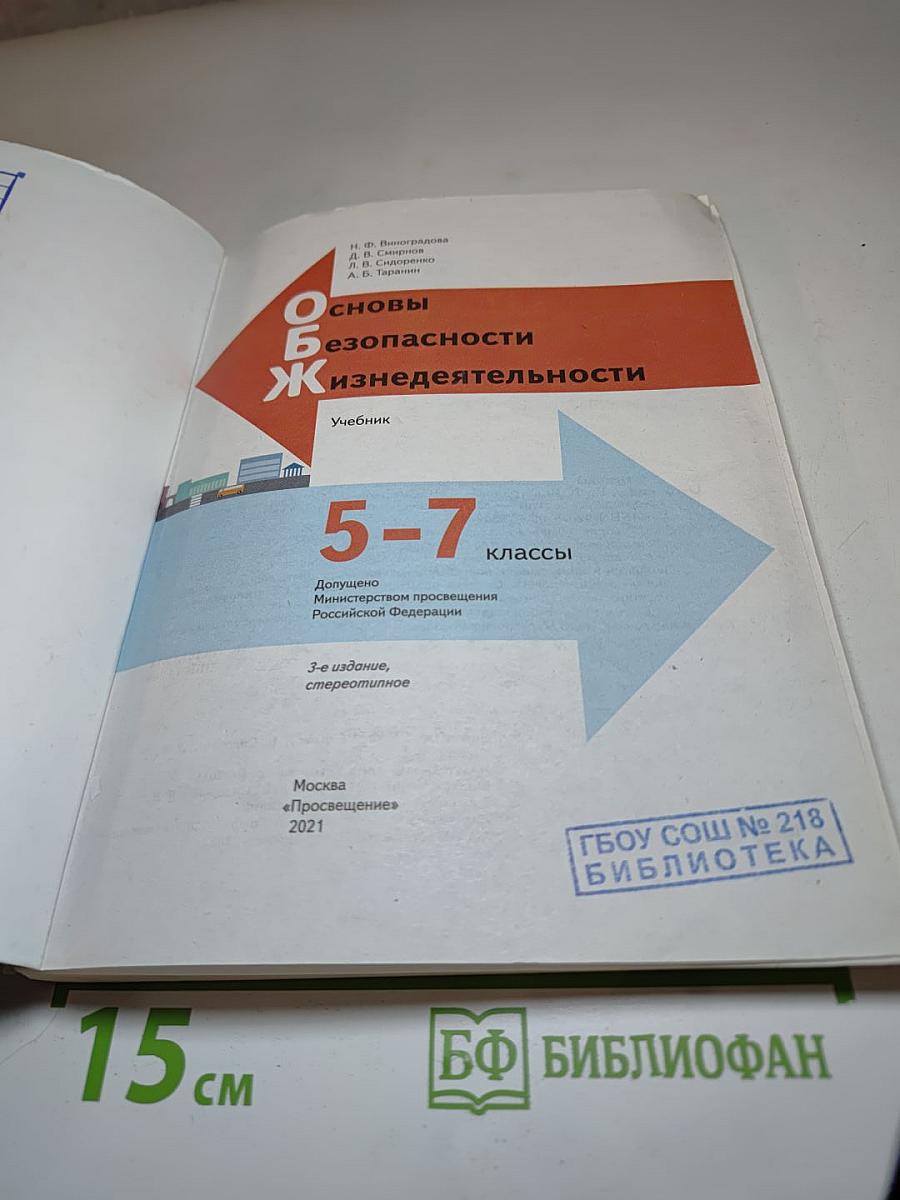 Н. Ф. Виноградова
Д. В. Смирнов
Л. В. Сидоренко
А. Б. Таранин
Основы
Безопасности
Жизнедеятельности
Учебник
5–7 классы
Допущено
Министерством просвещения
Российской Федерации
3-е издание,
стереотипное
Москва
«Просвещение»
2021
ГБОУ СОШ № 218
БИБЛИОТЕКА
15 см
БФ БИБЛИОФАН